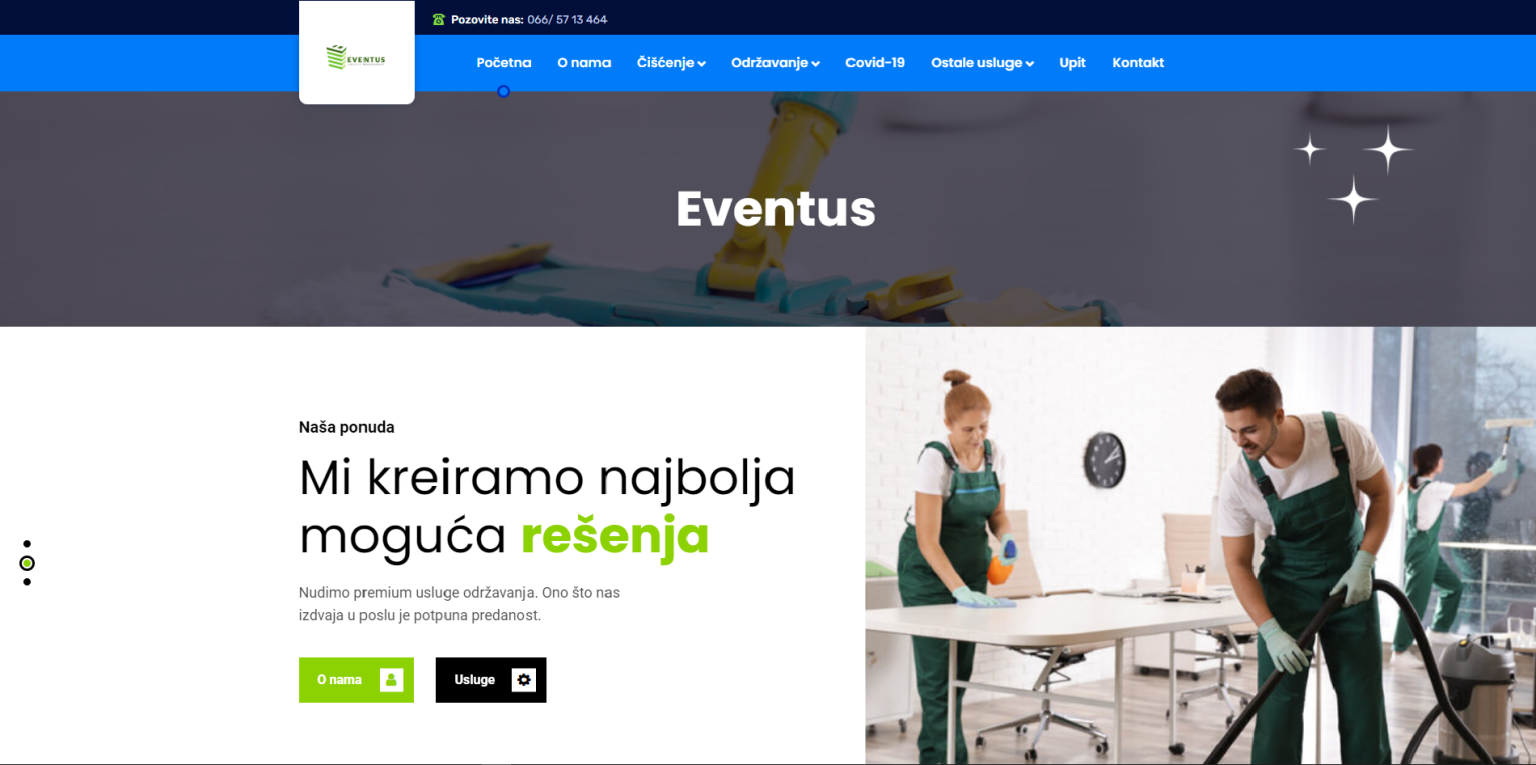 Pozovite nas: 066/ 57 13 464
EVENTUS
Početna O nama Čišćenje Održavanje Covid-19 Ostale usluge Upit Kontakt
Eventus
Naša ponuda
Mi kreiramo najbolja
moguća rešenja
Nudimo premium usluge održavanja. Ono što nas
izdvaja u poslu je potpuna predanost.
O nama Usluge